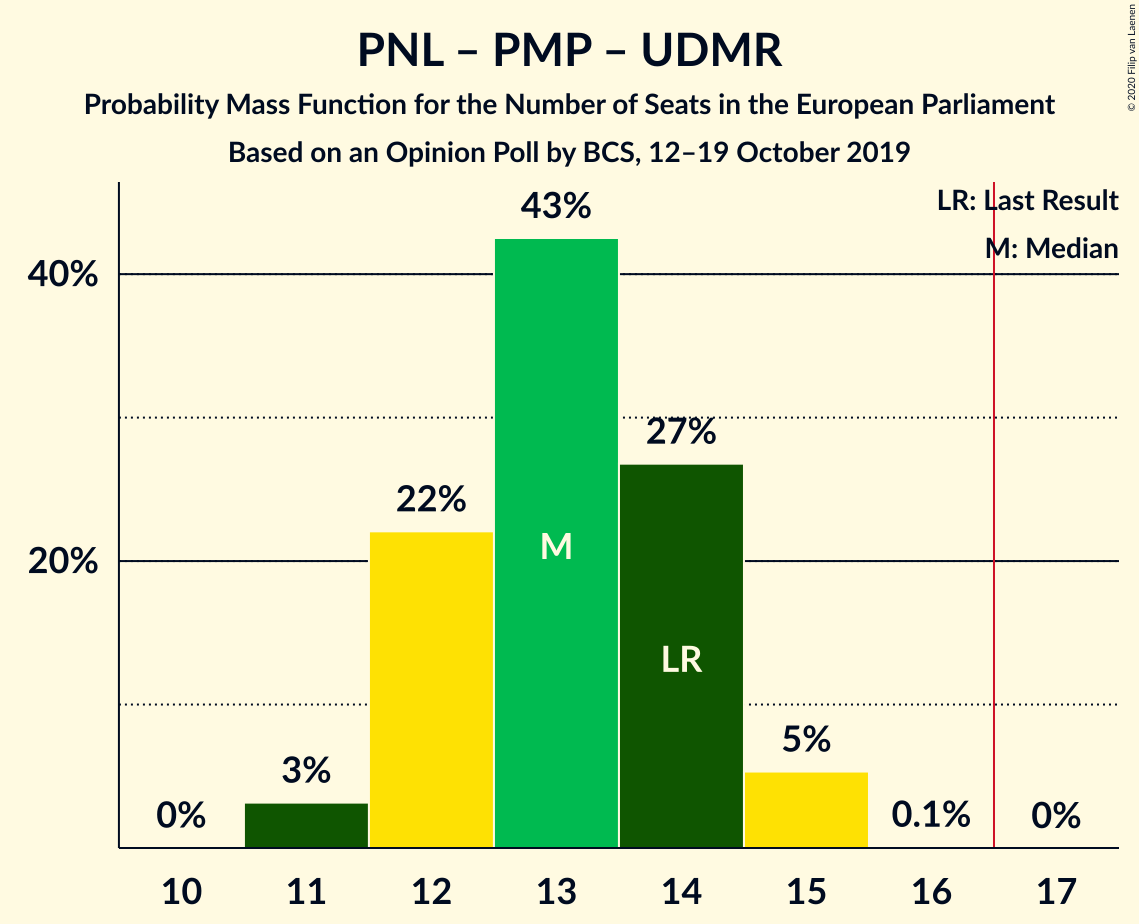 PNL – PMP – UDMR
Probability Mass Function for the Number of Seats in the European Parliament
Based on an Opinion Poll by BCS, 12–19 October 2019
© 2020 Filip van Laenen
LR: Last Result
M: Median
43%
40%
27%
22%
20%
M
LR
5%
3%
0%
0.1%
0%
10 11 12 13 14 15 16 17